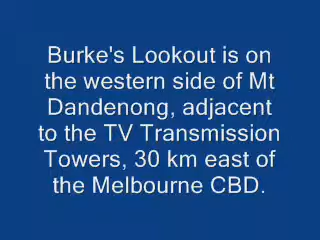 Burke's Lookout is on
the western side of Mt
Dandenong, adjacent
to the TV Transmission
Towers, 30 km east of
the Melbourne CBD.